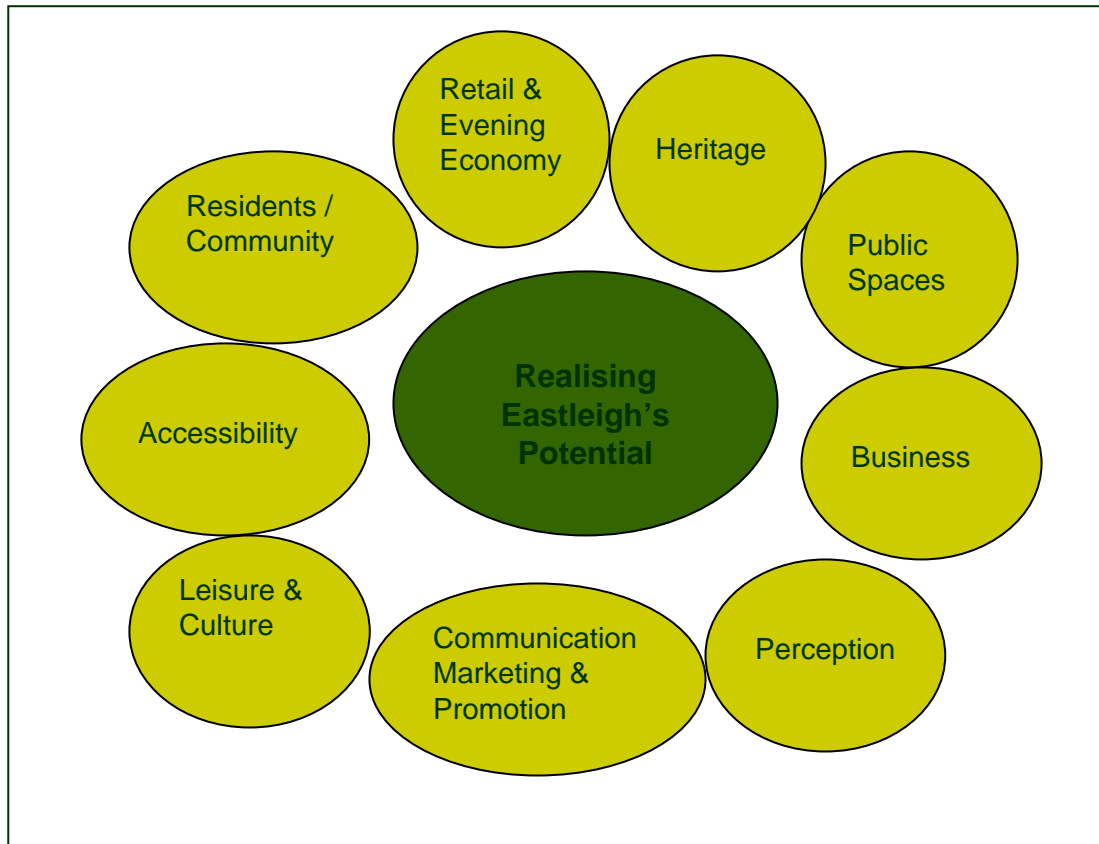 Retail &
Evening
Economy
Heritage
Residents /
Community
Public
Spaces
Realising
Eastleigh’s
Potential
Accessibility
Business
Leisure &
Culture
Communication
Marketing &
Promotion
Perception